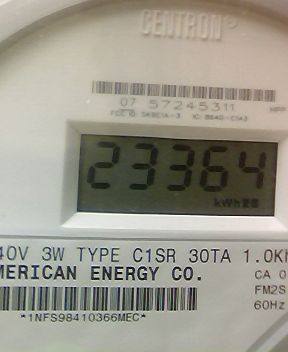 CENTRON®
07 57245311
23364
kWh
40V 3W TYPE C1SR 30TA 1.0Kh
MERICAN ENERGY CO.
CA 0
FM2S
60Hz
*1NFS98410366MEC*